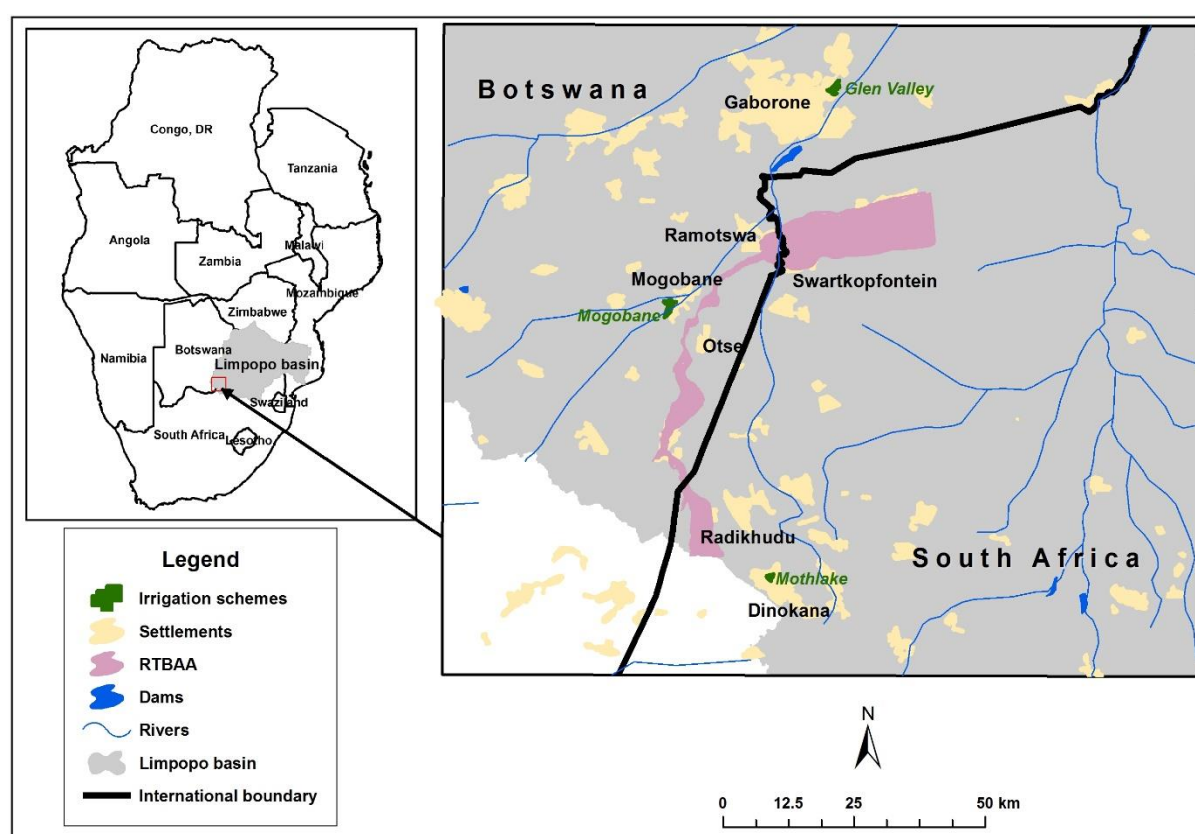 Congo, DR
Tanzania
Angola
Malawi
Zambia
Mozambique
Zimbabwe
Namibia
Botswana
Limpopo basin
Swaziland
South Africa
Lesotho
Botswana
Glen Valley
Gaborone
Ramotswa
Mogobane
Swartkopfontein
Mogobane
Otse
Radikhudu
South Africa
Mothlake
Dinokana
Legend
Irrigation schemes
Settlements
RTBAA
Dams
Rivers
Limpopo basin
International boundary
N
0 12.5 25 50 km